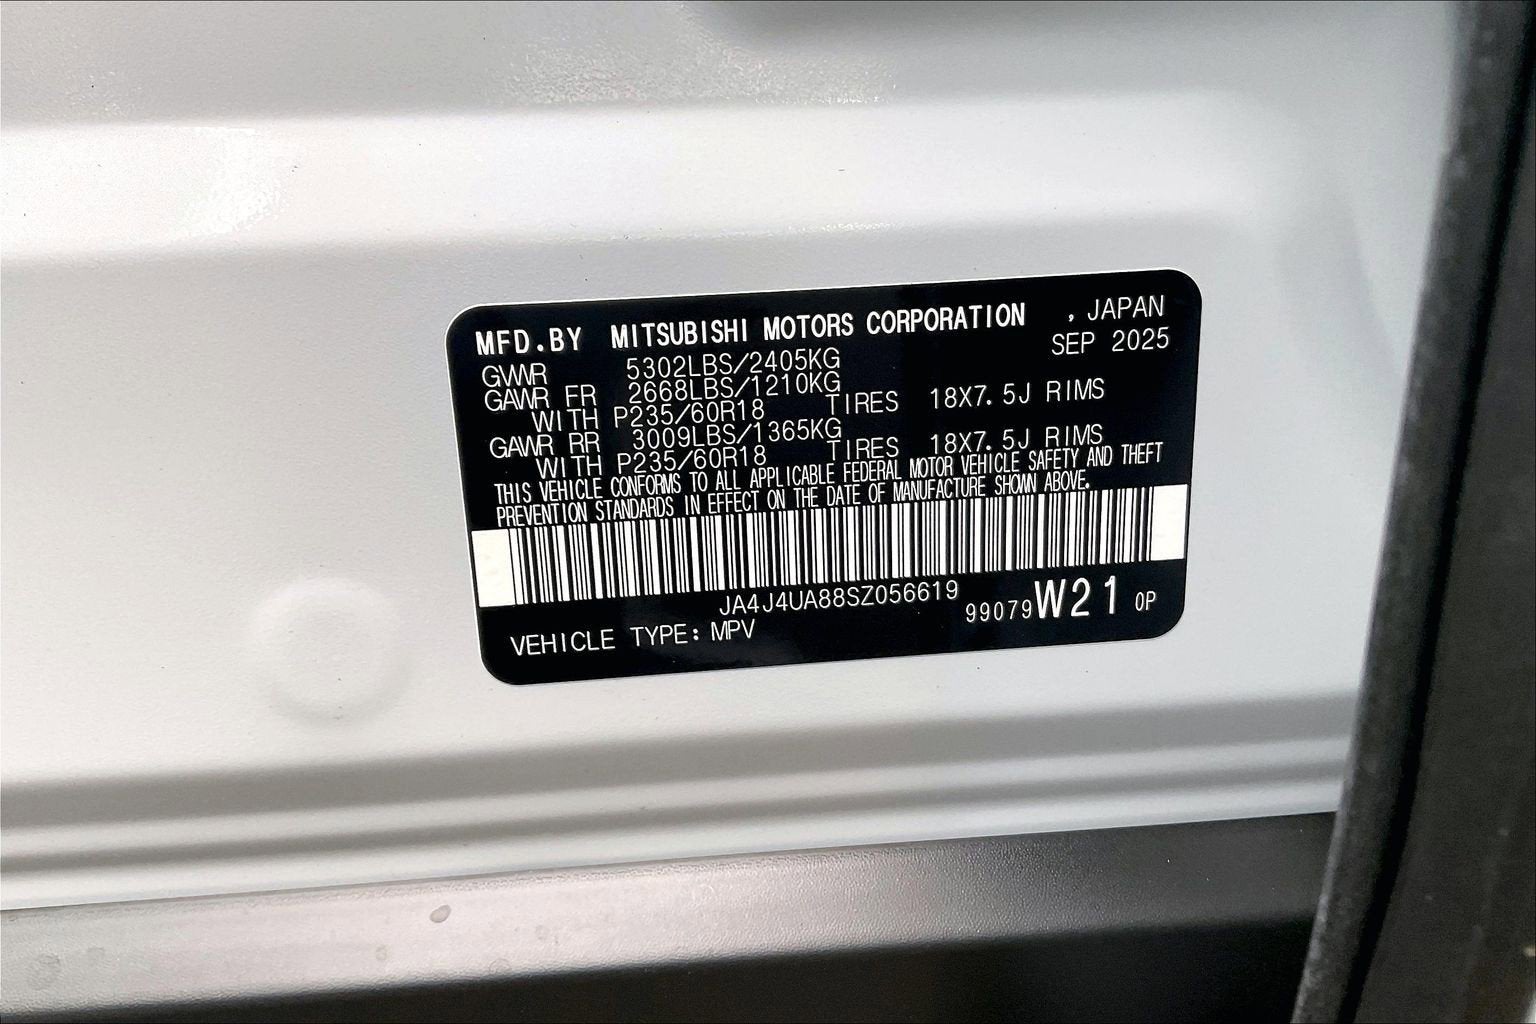 MFD.BY MITSUBISHI MOTORS CORPORATION , JAPAN
SEP 2025
GVWR 5302LBS/2405KG
GAWR FR 2668LBS/1210KG
WITH P235/60R18 TIRES 18X7.5J RIMS
GAWR RR 3009LBS/1365KG
WITH P235/60R18 TIRES 18X7.5J RIMS
THIS VEHICLE CONFORMS TO ALL APPLICABLE FEDERAL MOTOR VEHICLE SAFETY AND THEFT
PREVENTION STANDARDS IN EFFECT ON THE DATE OF MANUFACTURE SHOWN ABOVE.
JA4J4UA88SZ056619
99079 W21 0P
VEHICLE TYPE: MPV